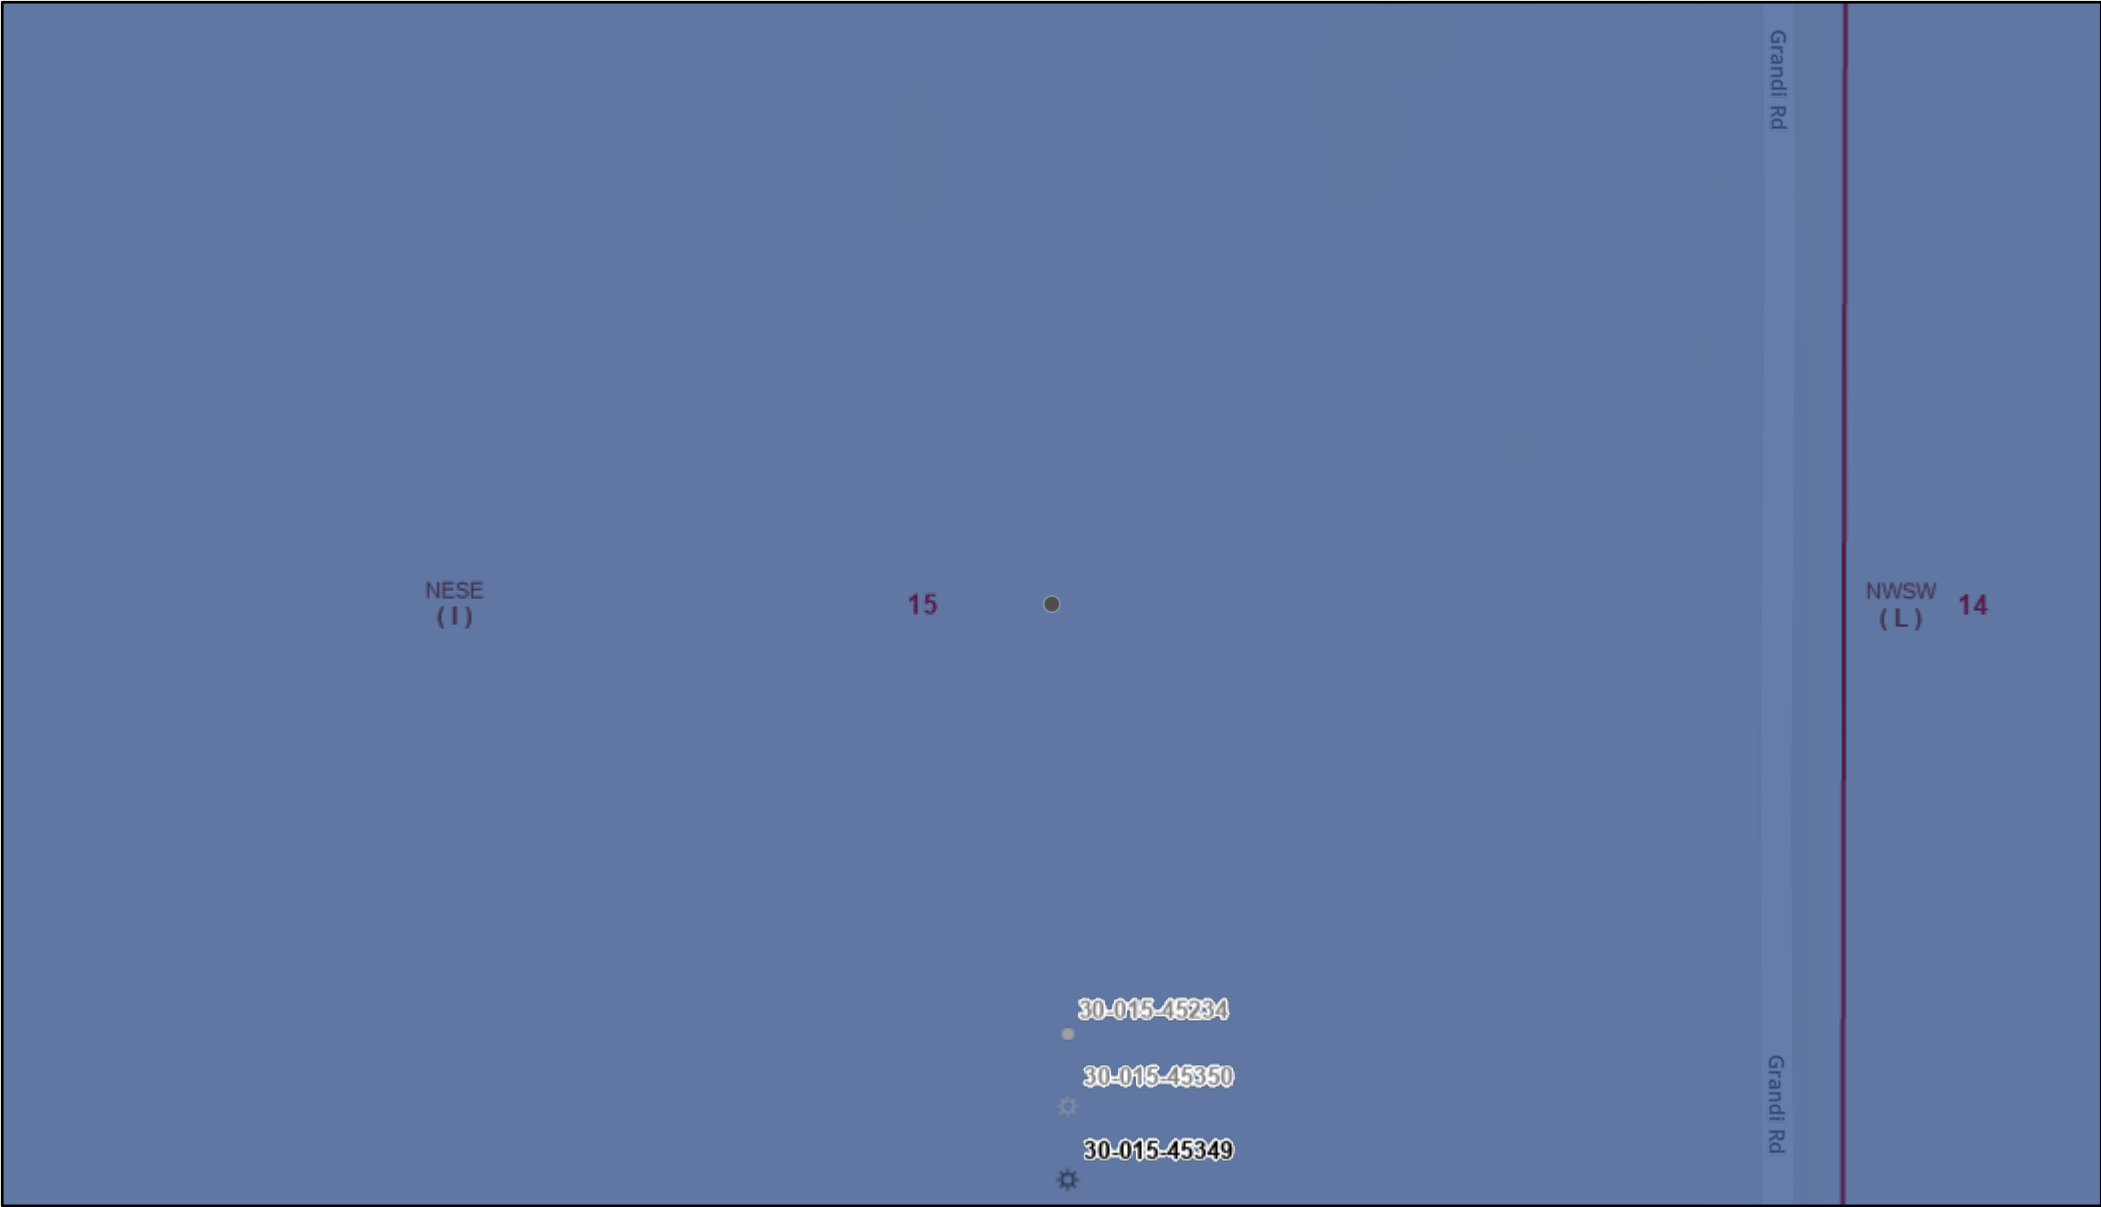 Grandi Rd
NESE
( I )
15
NWSW
( L )
14
30-015-45234
30-015-45350
30-015-45349
Grandi Rd